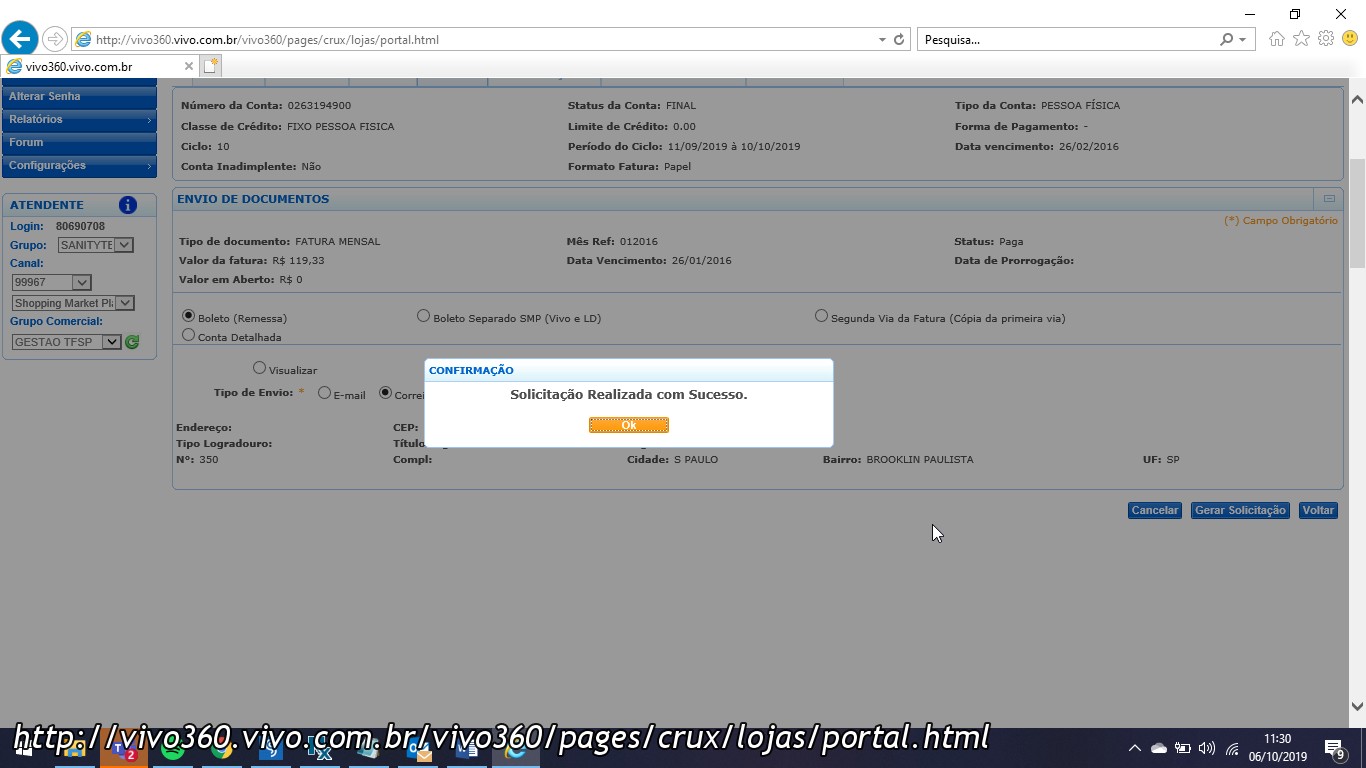 http://vivo360.vivo.com.br/vivo360/pages/crux/lojas/portal.html
Pesquisa...
vivo360.vivo.com.br
Alterar Senha
Relatórios
Forum
Configurações
Número da Conta: 0263194900 Status da Conta: FINAL Tipo da Conta: PESSOA FÍSICA
Classe de Crédito: FIXO PESSOA FISICA Limite de Crédito: 0.00 Forma de Pagamento: -
Ciclo: 10 Período do Ciclo: 11/09/2019 à 10/10/2019 Data vencimento: 26/02/2016
Conta Inadimplente: Não Formato Fatura: Papel
ATENDENTE i
Login: 80690708
Grupo: SANITYTE
Canal:
99967
Shopping Market Pl
Grupo Comercial:
GESTAO TFSP
ENVIO DE DOCUMENTOS
(*) Campo Obrigatório
Tipo de documento: FATURA MENSAL Mês Ref: 012016 Status: Paga
Valor da fatura: R$ 119,33 Data Vencimento: 26/01/2016 Data de Prorrogação:
Valor em Aberto: R$ 0
Boleto (Remessa) Boleto Separado SMP (Vivo e LD) Segunda Via da Fatura (Cópia da primeira via)
Conta Detalhada
Visualizar
Tipo de Envio: * E-mail Correi
CONFIRMAÇÃO
Solicitação Realizada com Sucesso.
Ok
Endereço: CEP:
Tipo Logradouro: Título
Nº: 350 Compl: Cidade: S PAULO Bairro: BROOKLIN PAULISTA UF: SP
Cancelar Gerar Solicitação Voltar
http://vivo360.vivo.com.br/vivo360/pages/crux/lojas/portal.html
2
11:30
06/10/2019
9